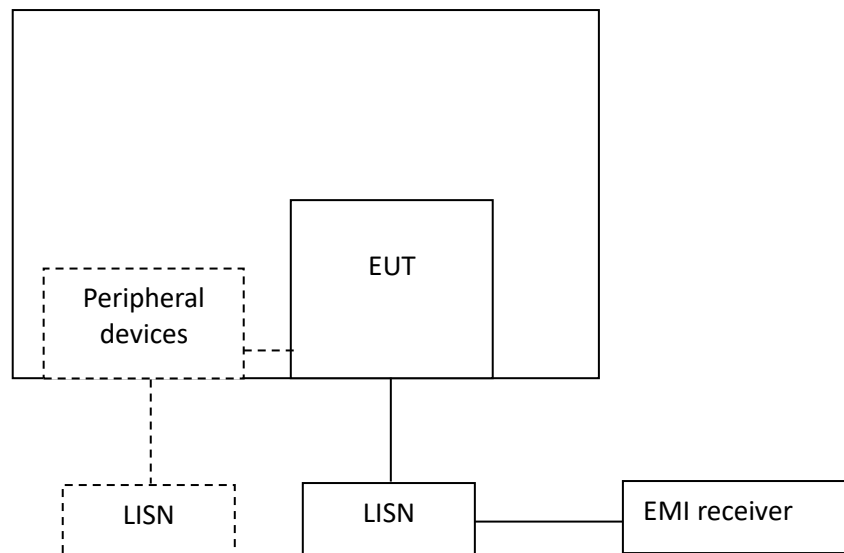 EUT
Peripheral
devices
LISN
LISN
EMI receiver